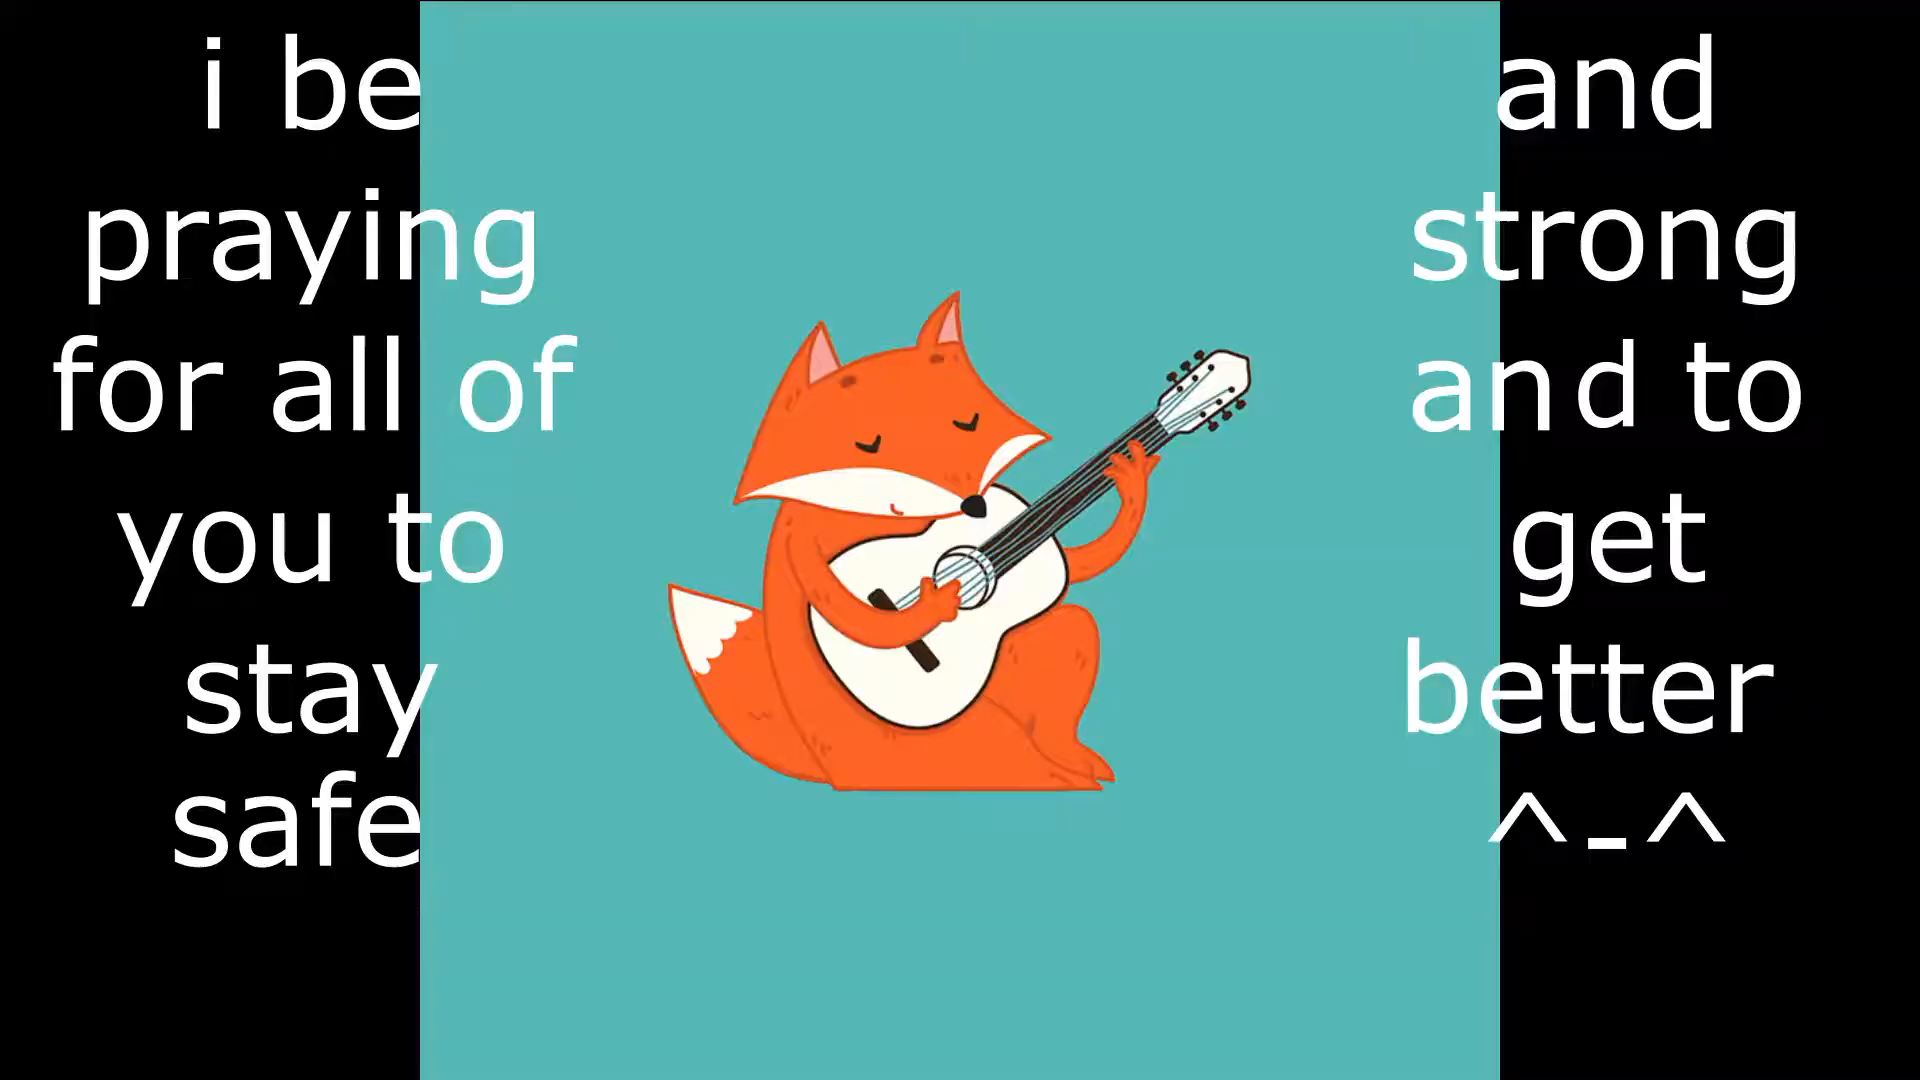 i be
praying
for all of
you to
stay
safe
and
strong
and to
get
better
^-^